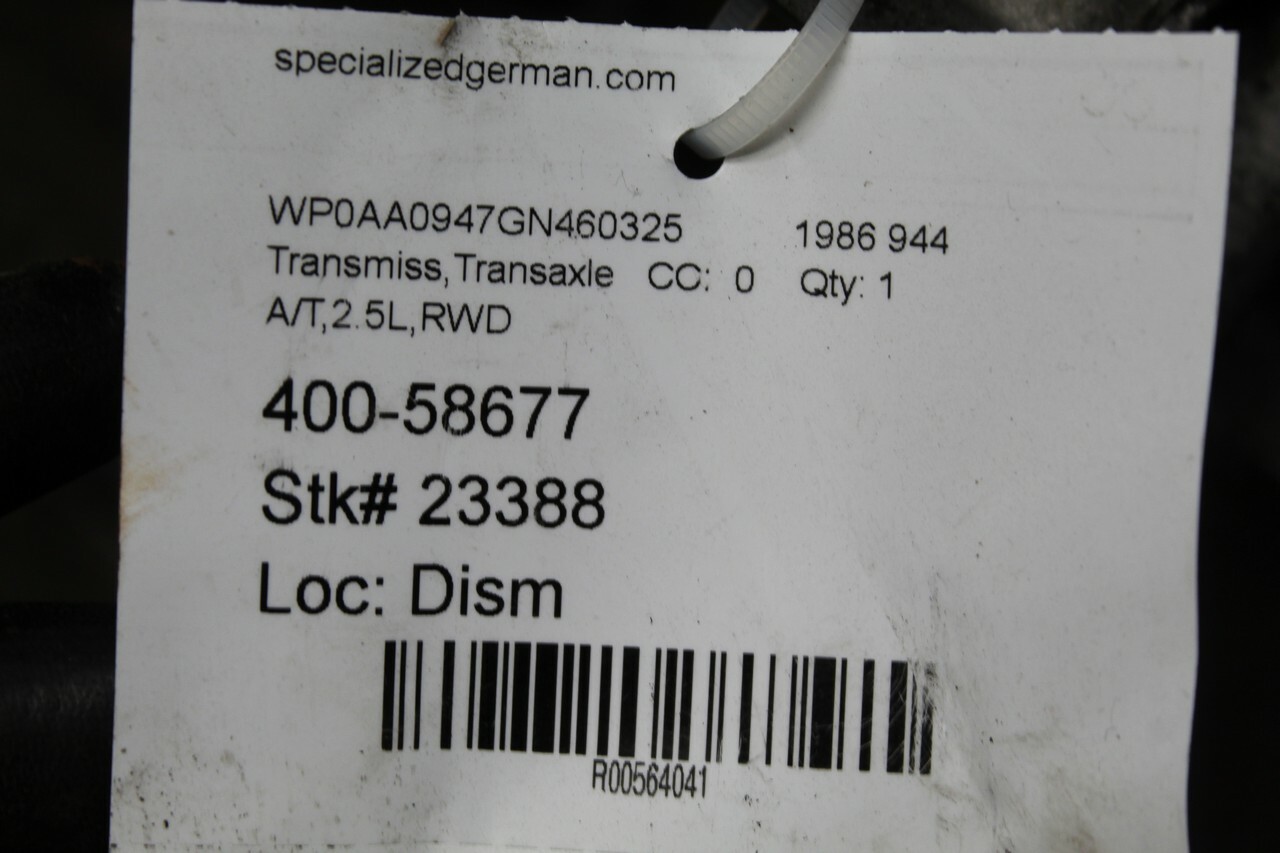 specializedgerman.com
WP0AA0947GN460325 1986 944
Transmiss,Transaxle CC: 0 Qty: 1
A/T,2.5L,RWD
400-58677
Stk# 23388
Loc: Dism
R00564041